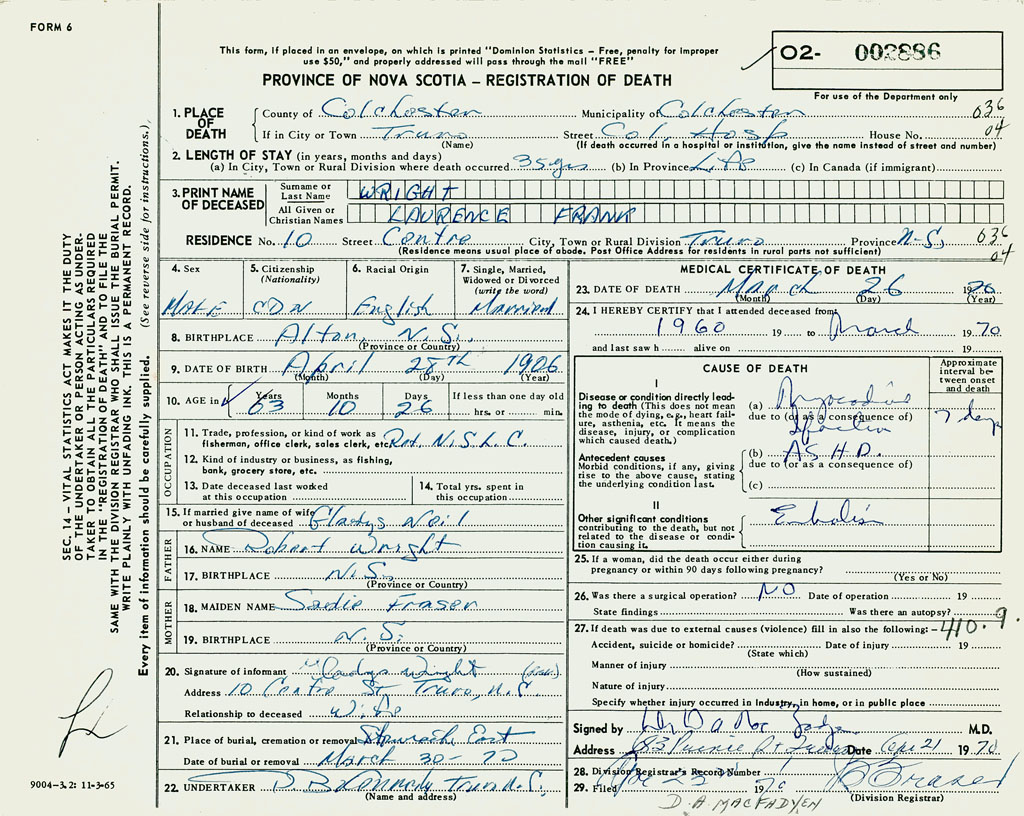 FORM 6
This form, if placed in an envelope, on which is printed "Dominion Statistics – Free, penalty for improper
use $50," and properly addressed will pass through the mail "FREE"
PROVINCE OF NOVA SCOTIA – REGISTRATION OF DEATH
O2- 002886
For use of the Department only
1. PLACE OF DEATH { County of Colchester Municipality of Colchester 036
If in City or Town Truro Street Col. Hosp House No. 04
(Name) (If death occurred in a hospital or institution, give the name instead of street and number)
2. LENGTH OF STAY (in years, months and days)
(a) In City, Town or Rural Division where death occurred 35 yrs (b) In Province Life (c) In Canada (if immigrant)
3. PRINT NAME OF DECEASED
Surname or Last Name WRIGHT
All Given or Christian Names LAURENCE FRANK
RESIDENCE No. 10 Street Centre City, Town or Rural Division Truro Province N.S. 036
(Residence means usual place of abode. Post Office Address for residents in rural parts not sufficient) 04
4. Sex MALE
5. Citizenship (Nationality) CDN
6. Racial Origin English
7. Single, Married, Widowed or Divorced (write the word) Married
8. BIRTHPLACE Alton, N.S.
(Province or Country)
9. DATE OF BIRTH April 28TH 1906
(Month) (Day) (Year)
10. AGE in Years 63 Months 10 Days 26 If less than one day old
hrs. or min.
OCCUPATION
11. Trade, profession, or kind of work as
fisherman, office clerk, sales clerk, etc. Ret. N.S.L.C.
12. Kind of industry or business, as fishing,
bank, grocery store, etc.
13. Date deceased last worked
at this occupation
14. Total yrs. spent in
this occupation
15. If married give name of wife
or husband of deceased Gladys Neil
FATHER
16. NAME Robert Wright
17. BIRTHPLACE N.S.
(Province or Country)
MOTHER
18. MAIDEN NAME Sadie Fraser
19. BIRTHPLACE N.S.
(Province or Country)
20. Signature of informant Gladys Wright
Address 10 Centre St. Truro, N.S.
Relationship to deceased Wife
21. Place of burial, cremation or removal East
Date of burial or removal March 30-70
22. UNDERTAKER Truro N.S.
(Name and address)
MEDICAL CERTIFICATE OF DEATH
23. DATE OF DEATH March 26
(Month) (Day) (Year)
24. I HEREBY CERTIFY that I attended deceased from
1960 19 to March 1970
and last saw h alive on 19
CAUSE OF DEATH
Approximate interval between onset and death
I
Disease or condition directly leading to death (This does not mean the mode of dying, e.g., heart failure, asthenia, etc. It means the disease, injury, or complication which caused death.)
(a) Myocardial
due to (or as a consequence of) 7 days
Infarction
Antecedent causes
Morbid conditions, if any, giving rise to the above cause, stating the underlying condition last.
(b) A S H D.
due to (or as a consequence of)
(c)
II
Other significant conditions
contributing to the death, but not related to the disease or condition causing it.
25. If a woman, did the death occur either during
pregnancy or within 90 days following pregnancy?
(Yes or No)
26. Was there a surgical operation? NO Date of operation 19
State findings Was there an autopsy?
27. If death was due to external causes (violence) fill in also the following:– 410.9
Accident, suicide or homicide? Date of injury 19
(State which)
Manner of injury
(How sustained)
Nature of injury
Specify whether injury occurred in industry, in home, or in public place
Signed by M.D.
Address Date 21 1970
28. Division Registrar's Record Number
29. Filed 19
(Division Registrar)
D. A. MACFADYEN
SEC. 14 – VITAL STATISTICS ACT MAKES IT THE DUTY
OF THE UNDERTAKER OR PERSON ACTING AS UNDER-
TAKER TO OBTAIN ALL THE PARTICULARS REQUIRED
IN THE "REGISTRATION OF DEATH" AND TO FILE THE
SAME WITH THE DIVISION REGISTRAR WHO SHALL ISSUE THE BURIAL PERMIT.
WRITE PLAINLY WITH UNFADING INK. THIS IS A PERMANENT RECORD.
Every item of information should be carefully supplied. (See reverse side for instructions.)
9004-3.2: 11-3-65